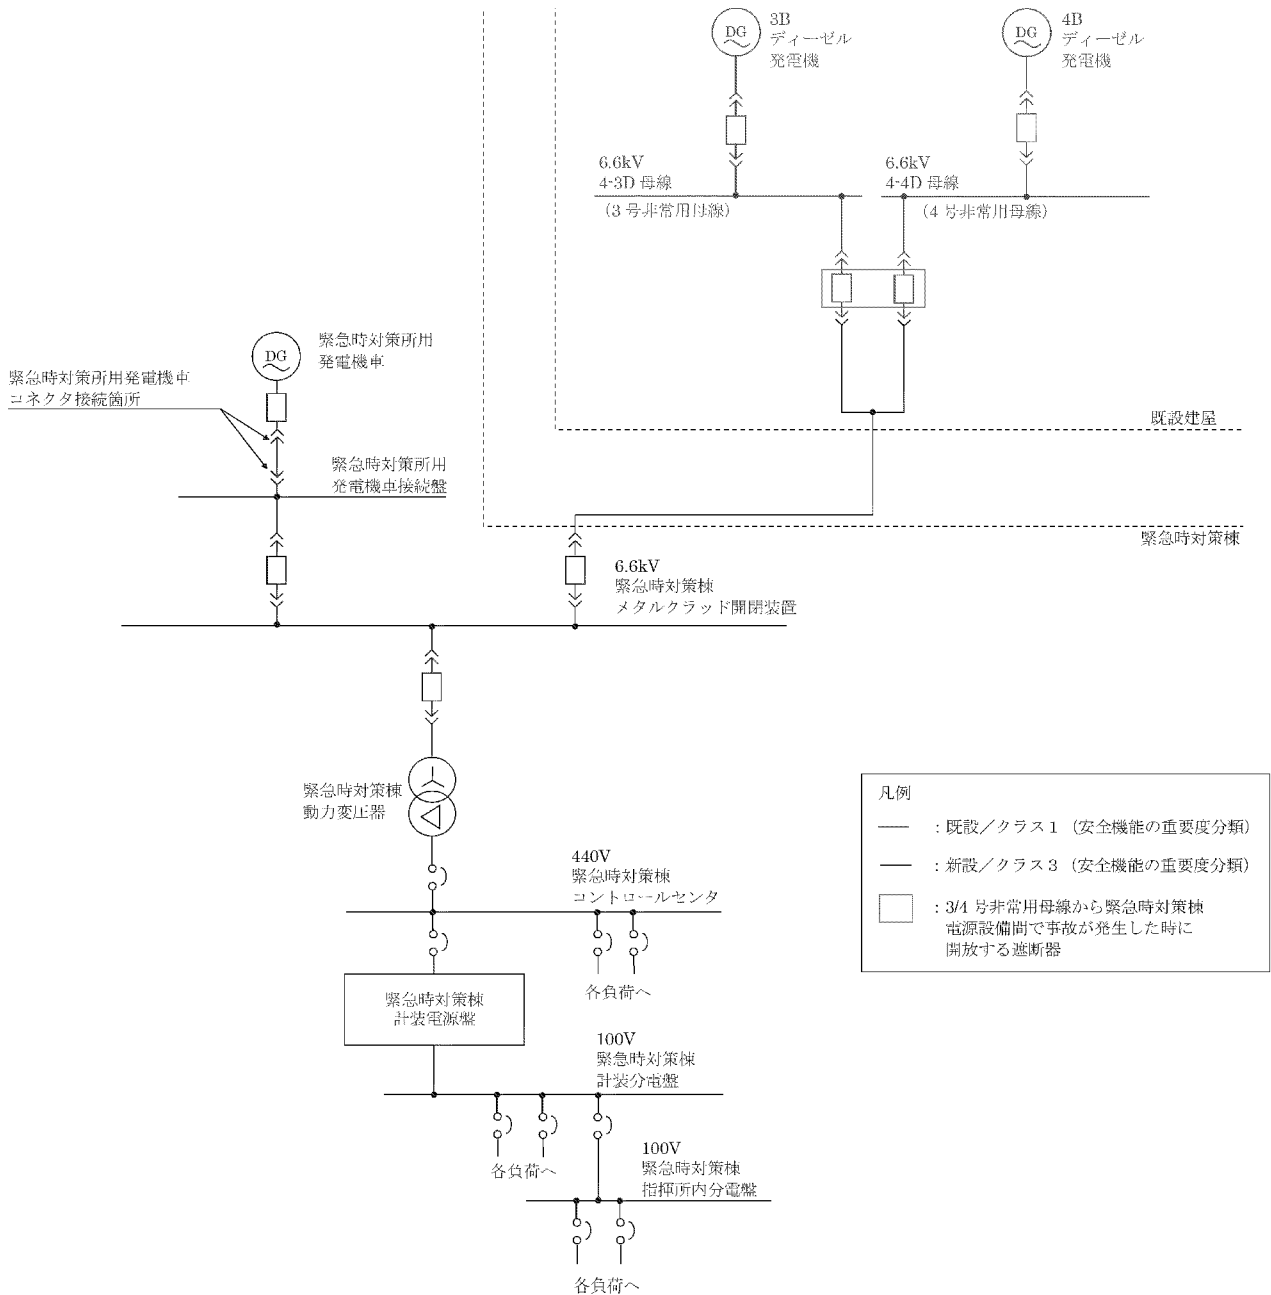 DG
3B
ディーゼル
発電機
DG
4B
ディーゼル
発電機
6.6kV
4-3D 母線
(3 号非常用母線)
6.6kV
4-4D 母線
(4 号非常用母線)
DG
緊急時対策所用
発電機車
緊急時対策所用発電機車
コネクタ接続箇所
既設建屋
緊急時対策所用
発電機車接続盤
緊急時対策棟
6.6kV
緊急時対策棟
メタルクラッド開閉装置
緊急時対策棟
動力変圧器
凡例
：既設／クラス１（安全機能の重要度分類）
：新設／クラス３（安全機能の重要度分類）
：3/4 号非常用母線から緊急時対策棟
電源設備間で事故が発生した時に
開放する遮断器
440V
緊急時対策棟
コントロールセンタ
各負荷へ
緊急時対策棟
計装電源盤
100V
緊急時対策棟
計装分電盤
各負荷へ
100V
緊急時対策棟
指揮所内分電盤
各負荷へ